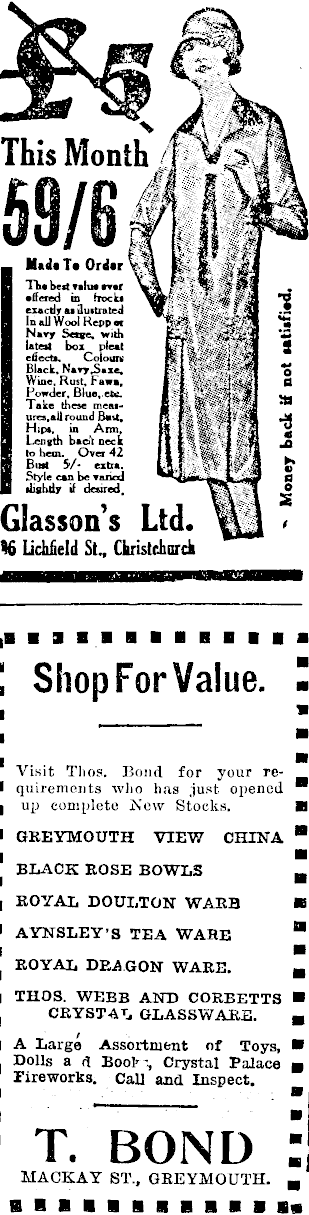 £5
This Month
59/6
Made To Order
The best value ever
offered in frocks
exactly as illustrated
In all Wool Repp or
Navy Serge, with
latest box pleat
effects. Colours
Black, Navy, Saxe,
Wine, Rust, Fawn,
Powder, Blue, etc.
Take these meas-
ures, all round Bust,
Hips, in Arm,
Length back neck
to hem. Over 42
Bust 5/- extra.
Style can be varied
slightly if desired.
Money back if not satisfied.
Glasson's Ltd.
Lichfield St., Christchurch
Shop For Value.
Visit Thos. Bond for your re-
quirements who has just opened
up complete New Stocks.
GREYMOUTH VIEW CHINA
BLACK ROSE BOWLS
ROYAL DOULTON WARE
AYNSLEY'S TEA WARE
ROYAL DRAGON WARE.
THOS. WEBB AND CORBETTS
CRYSTAL GLASSWARE.
A Large Assortment of Toys,
Dolls a d Book , Crystal Palace
Fireworks. Call and Inspect.
T. BOND
MACKAY ST., GREYMOUTH.